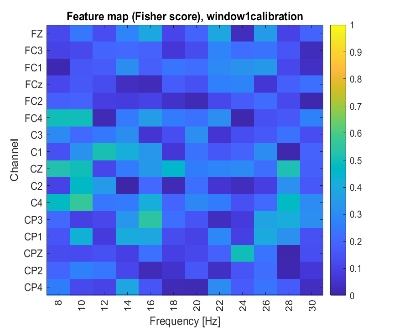 Feature map (Fisher score), window1calibration
Channel
FZ
FC3
FC1
FCz
FC2
FC4
C3
C1
CZ
C2
C4
CP3
CP1
CPZ
CP2
CP4
8 10 12 14 16 18 20 22 24 26 28 30
Frequency [Hz]
1
0.9
0.8
0.7
0.6
0.5
0.4
0.3
0.2
0.1
0